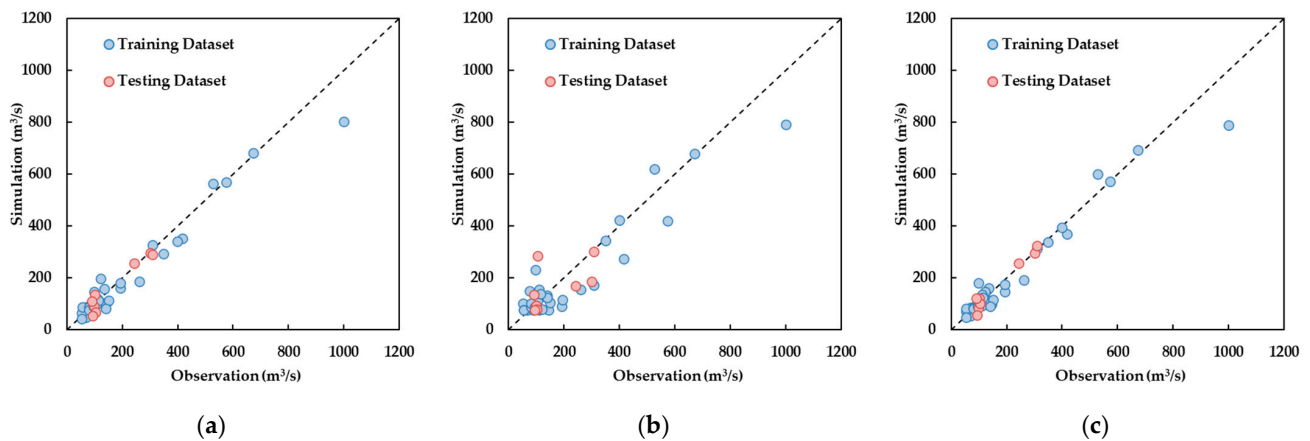 1200
1000
800
600
400
200
0
Simulation (m³/s)
Training Dataset
Testing Dataset
0 200 400 600 800 1000 1200
Observation (m³/s)
(a)
1200
1000
800
600
400
200
0
Simulation (m³/s)
Training Dataset
Testing Dataset
0 200 400 600 800 1000 1200
Observation (m³/s)
(b)
1200
1000
800
600
400
200
0
Simulation (m³/s)
Training Dataset
Testing Dataset
0 200 400 600 800 1000 1200
Observation (m³/s)
(c)